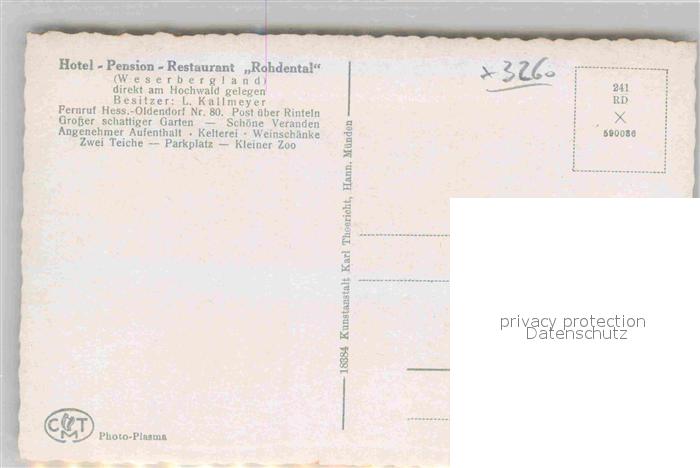 Hotel - Pension - Restaurant „Rohdental“
(Weserbergland)
direkt am Hochwald gelegen
Besitzer: L. Kallmeyer
Fernruf Hess.-Oldendorf Nr. 80. Post über Rinteln
Großer schattiger Garten — Schöne Veranden
Angenehmer Aufenthalt · Kelterei · Weinschänke
Zwei Teiche — Parkplatz — Kleiner Zoo
18384 Kunstanstalt Karl Thoericht, Hann. Münden
x 3260
241
RD
X
590086
privacy protection
Datenschutz
CTM
Photo-Plasma